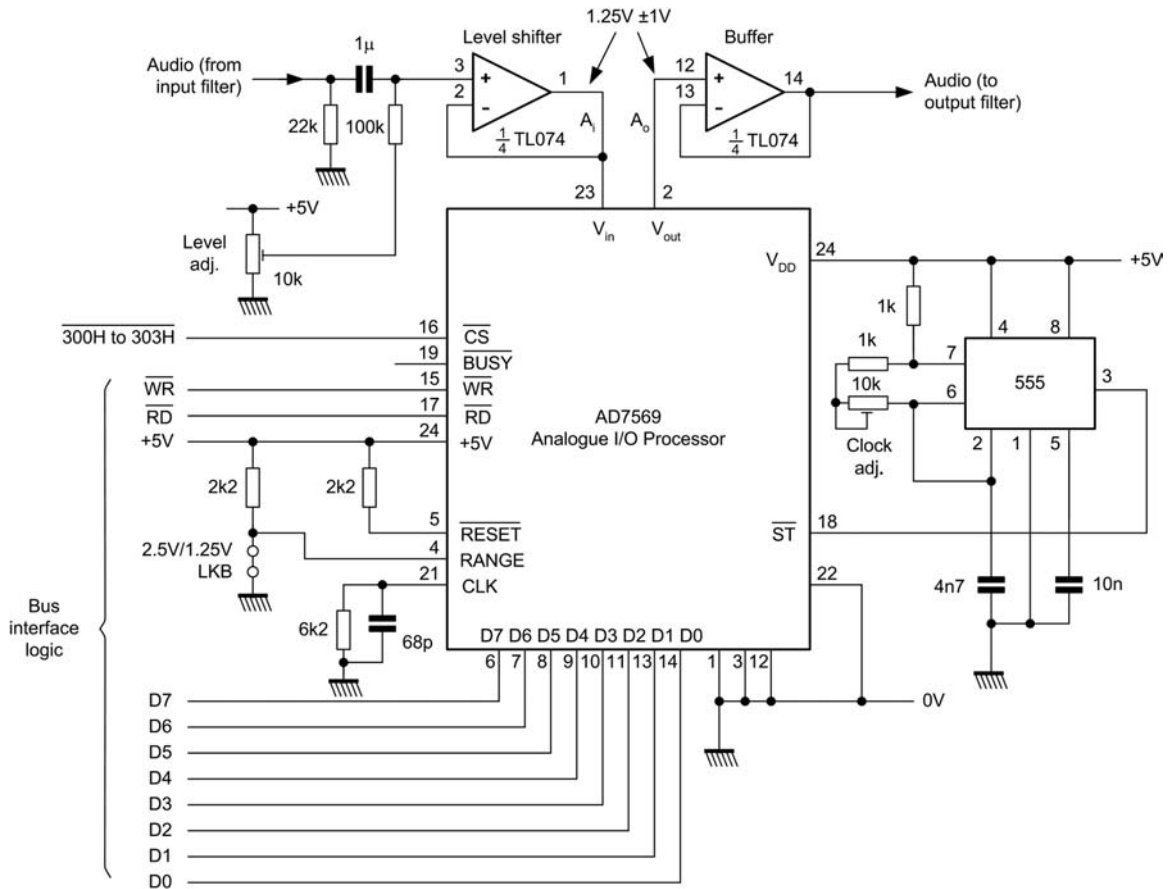 1.25V ±1V
Level shifter
Buffer
1μ
Audio (from
input filter)
3
+
1
2
−
22k
100k
1/4 TL074
A_i
A_o
12
+
14
13
−
1/4 TL074
Audio (to
output filter)
23
2
V_in
V_out
+5V
Level
adj.
10k
V_DD
24
+5V
1k
4
8
1k
7
10k
6
555
3
Clock
adj.
2
1
5
4n7
10n
300H to 303H
16
CS
19
BUSY
WR
15
WR
RD
17
RD
+5V
24
+5V
AD7569
Analogue I/O Processor
2k2
2k2
5
RESET
ST
18
4
RANGE
2.5V/1.25V
LKB
21
CLK
22
6k2
68p
Bus
interface
logic
D7 D6 D5 D4 D3 D2 D1 D0
6 7 8 9 10 11 13 14
1 3 12
0V
D7
D6
D5
D4
D3
D2
D1
D0